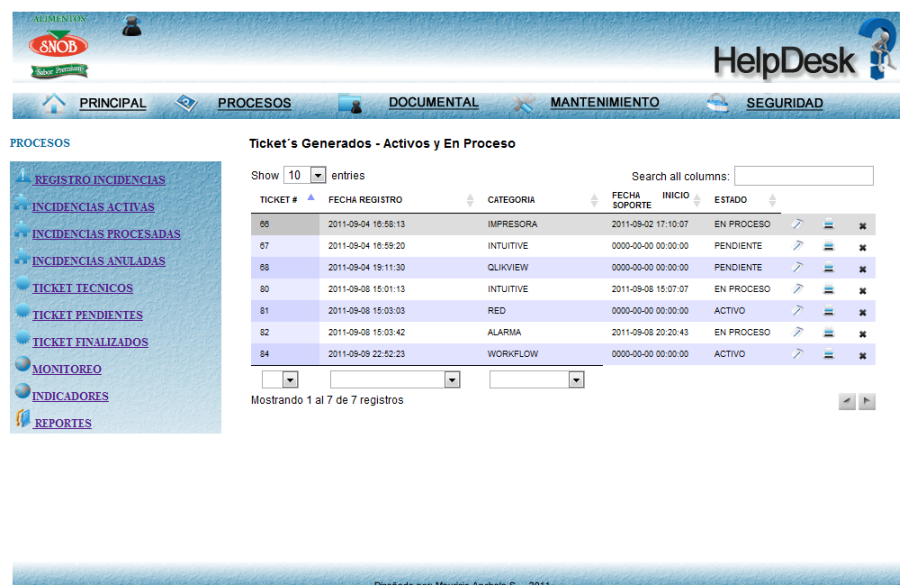 ALIMENTOS
SNOB
Sabor Premium
HelpDesk
PRINCIPAL PROCESOS DOCUMENTAL MANTENIMIENTO SEGURIDAD
PROCESOS
REGISTRO INCIDENCIAS
INCIDENCIAS ACTIVAS
INCIDENCIAS PROCESADAS
INCIDENCIAS ANULADAS
TICKET TECNICOS
TICKET PENDIENTES
TICKET FINALIZADOS
MONITOREO
INDICADORES
REPORTES
Ticket´s Generados - Activos y En Proceso
Show 10 entries Search all columns:
TICKET # FECHA REGISTRO CATEGORIA FECHA INICIO SOPORTE ESTADO
66 2011-09-04 16:58:13 IMPRESORA 2011-09-02 17:10:07 EN PROCESO
67 2011-09-04 16:59:20 INTUITIVE 0000-00-00 00:00:00 PENDIENTE
68 2011-09-04 19:11:30 QLIKVIEW 0000-00-00 00:00:00 PENDIENTE
80 2011-09-08 15:01:13 INTUITIVE 2011-09-08 15:07:07 EN PROCESO
81 2011-09-08 15:03:03 RED 0000-00-00 00:00:00 ACTIVO
82 2011-09-08 15:03:42 ALARMA 2011-09-08 20:20:43 EN PROCESO
84 2011-09-09 22:52:23 WORKFLOW 0000-00-00 00:00:00 ACTIVO
Mostrando 1 al 7 de 7 registros
2011